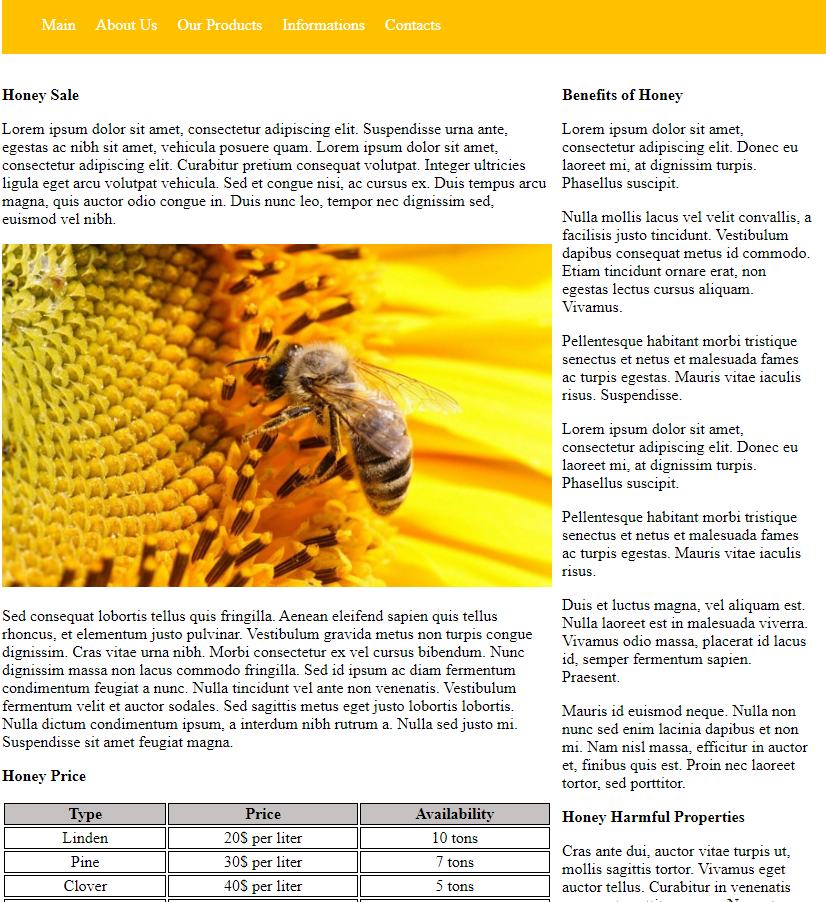 Main About Us Our Products Informations Contacts
Honey Sale
Lorem ipsum dolor sit amet, consectetur adipiscing elit. Suspendisse urna ante,
egestas ac nibh sit amet, vehicula posuere quam. Lorem ipsum dolor sit amet,
consectetur adipiscing elit. Curabitur pretium consequat volutpat. Integer ultricies
ligula eget arcu volutpat vehicula. Sed et congue nisi, ac cursus ex. Duis tempus arcu
magna, quis auctor odio congue in. Duis nunc leo, tempor nec dignissim sed,
euismod vel nibh.
Sed consequat lobortis tellus quis fringilla. Aenean eleifend sapien quis tellus
rhoncus, et elementum justo pulvinar. Vestibulum gravida metus non turpis congue
dignissim. Cras vitae urna nibh. Morbi consectetur ex vel cursus bibendum. Nunc
dignissim massa non lacus commodo fringilla. Sed id ipsum ac diam fermentum
condimentum feugiat a nunc. Nulla tincidunt vel ante non venenatis. Vestibulum
fermentum velit et auctor sodales. Sed sagittis metus eget justo lobortis lobortis.
Nulla dictum condimentum ipsum, a interdum nibh rutrum a. Nulla sed justo mi.
Suspendisse sit amet feugiat magna.
Honey Price
Type Price Availability
Linden 20$ per liter 10 tons
Pine 30$ per liter 7 tons
Clover 40$ per liter 5 tons
Benefits of Honey
Lorem ipsum dolor sit amet,
consectetur adipiscing elit. Donec eu
laoreet mi, at dignissim turpis.
Phasellus suscipit.
Nulla mollis lacus vel velit convallis, a
facilisis justo tincidunt. Vestibulum
dapibus consequat metus id commodo.
Etiam tincidunt ornare erat, non
egestas lectus cursus aliquam.
Vivamus.
Pellentesque habitant morbi tristique
senectus et netus et malesuada fames
ac turpis egestas. Mauris vitae iaculis
risus. Suspendisse.
Lorem ipsum dolor sit amet,
consectetur adipiscing elit. Donec eu
laoreet mi, at dignissim turpis.
Phasellus suscipit.
Pellentesque habitant morbi tristique
senectus et netus et malesuada fames
ac turpis egestas. Mauris vitae iaculis
risus.
Duis et luctus magna, vel aliquam est.
Nulla laoreet est in malesuada viverra.
Vivamus odio massa, placerat id lacus
id, semper fermentum sapien.
Praesent.
Mauris id euismod neque. Nulla non
nunc sed enim lacinia dapibus et non
mi. Nam nisl massa, efficitur in auctor
et, finibus quis est. Proin nec laoreet
tortor, sed porttitor.
Honey Harmful Properties
Cras ante dui, auctor vitae turpis ut,
mollis sagittis tortor. Vivamus eget
auctor tellus. Curabitur in venenatis